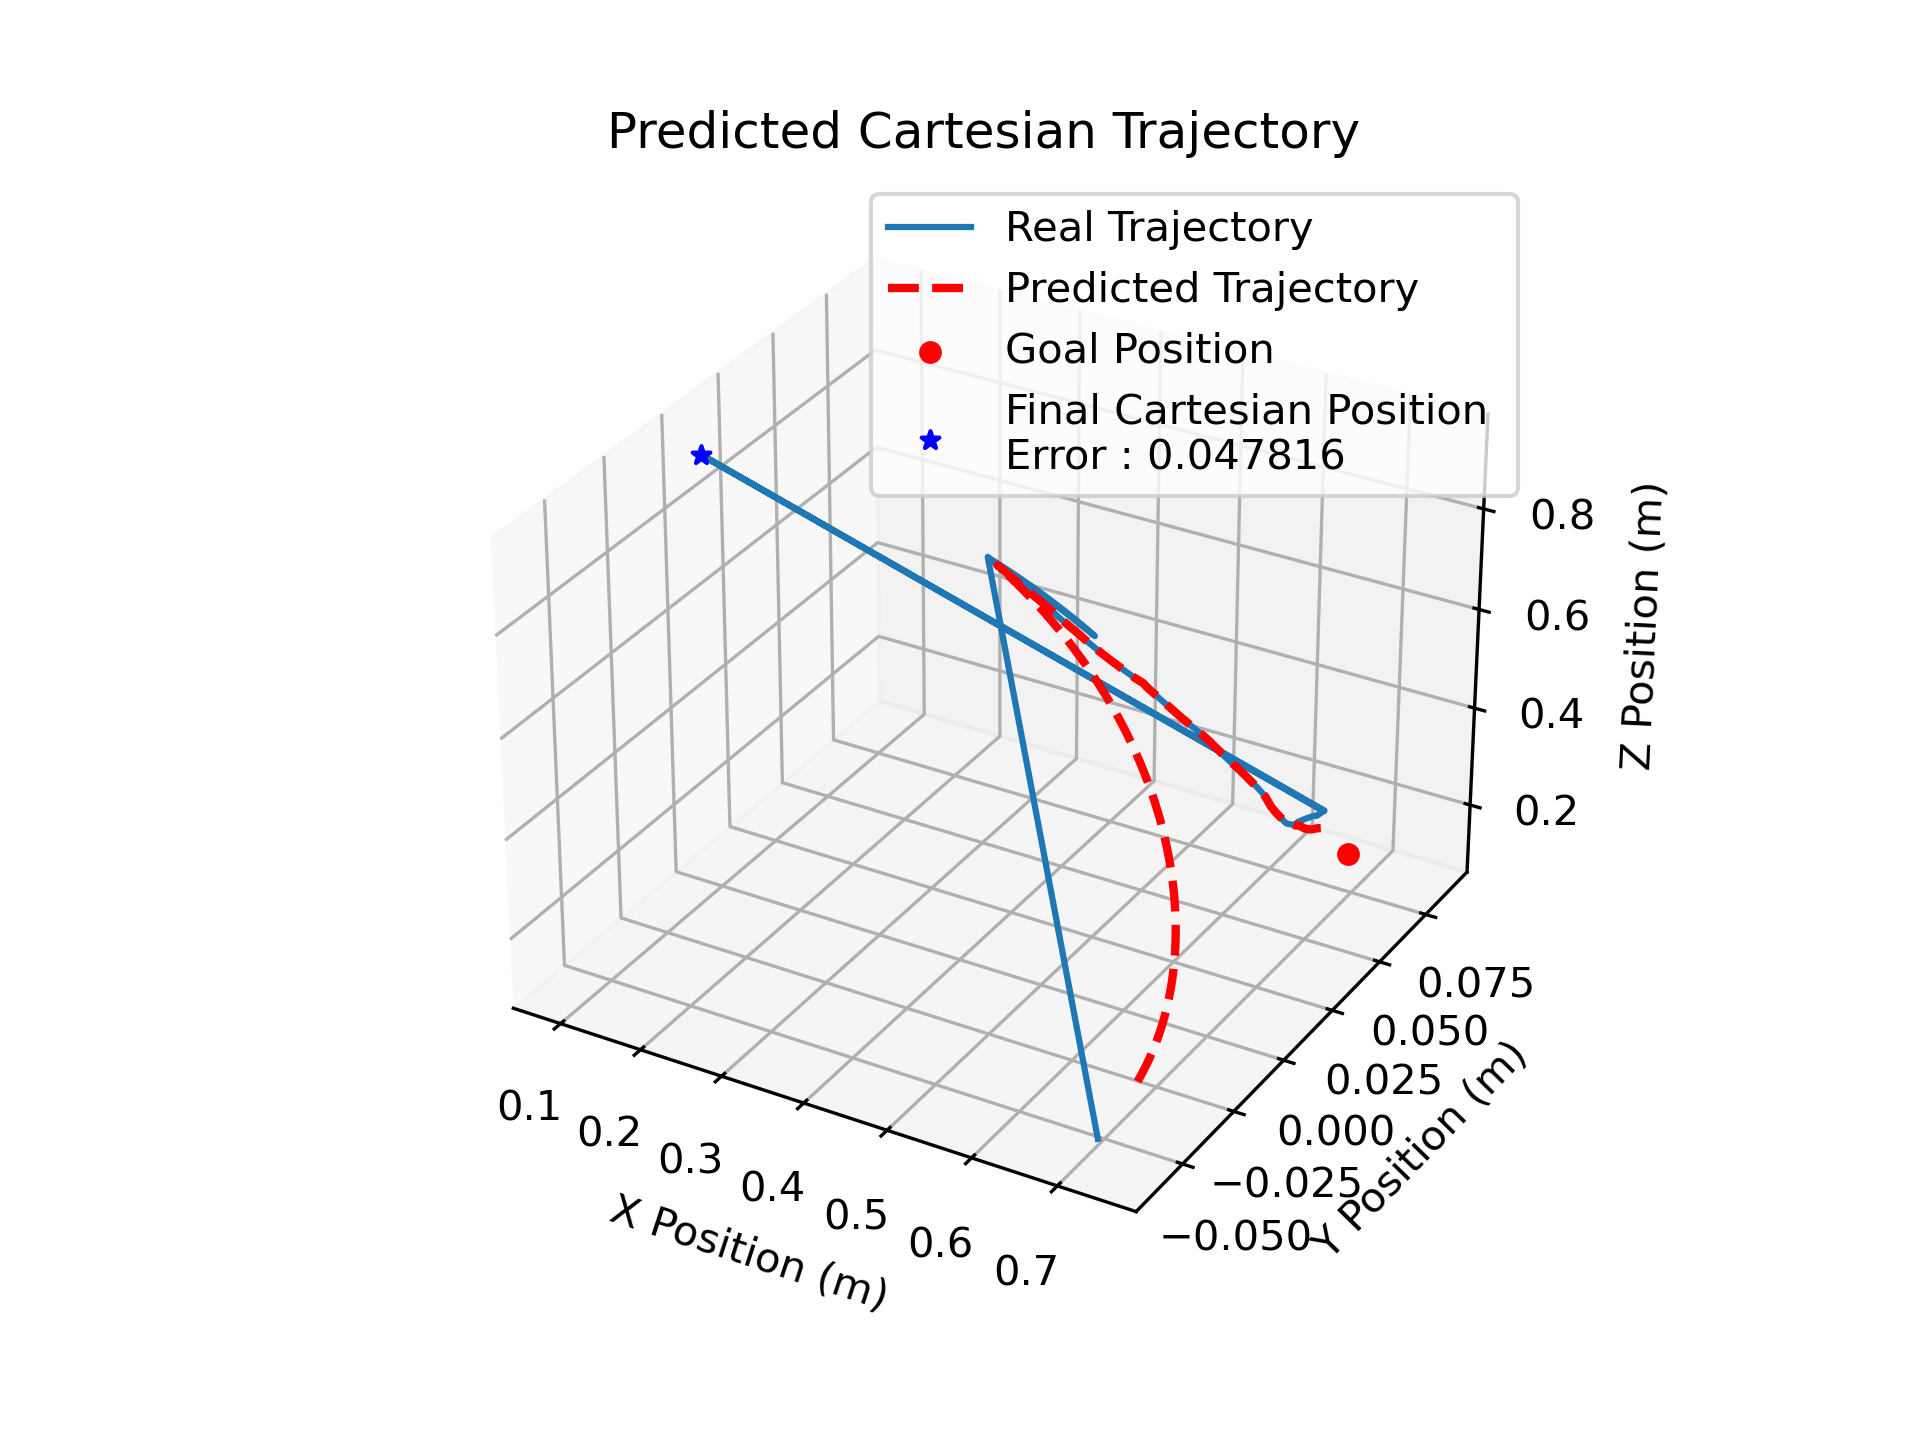 Predicted Cartesian Trajectory
Real Trajectory
Predicted Trajectory
Goal Position
Final Cartesian Position
Error : 0.047816
0.8
0.6
0.4
0.2
Z Position (m)
0.075
0.050
0.025
0.000
−0.025
−0.050
Y Position (m)
0.1
0.2
0.3
0.4
0.5
0.6
0.7
X Position (m)